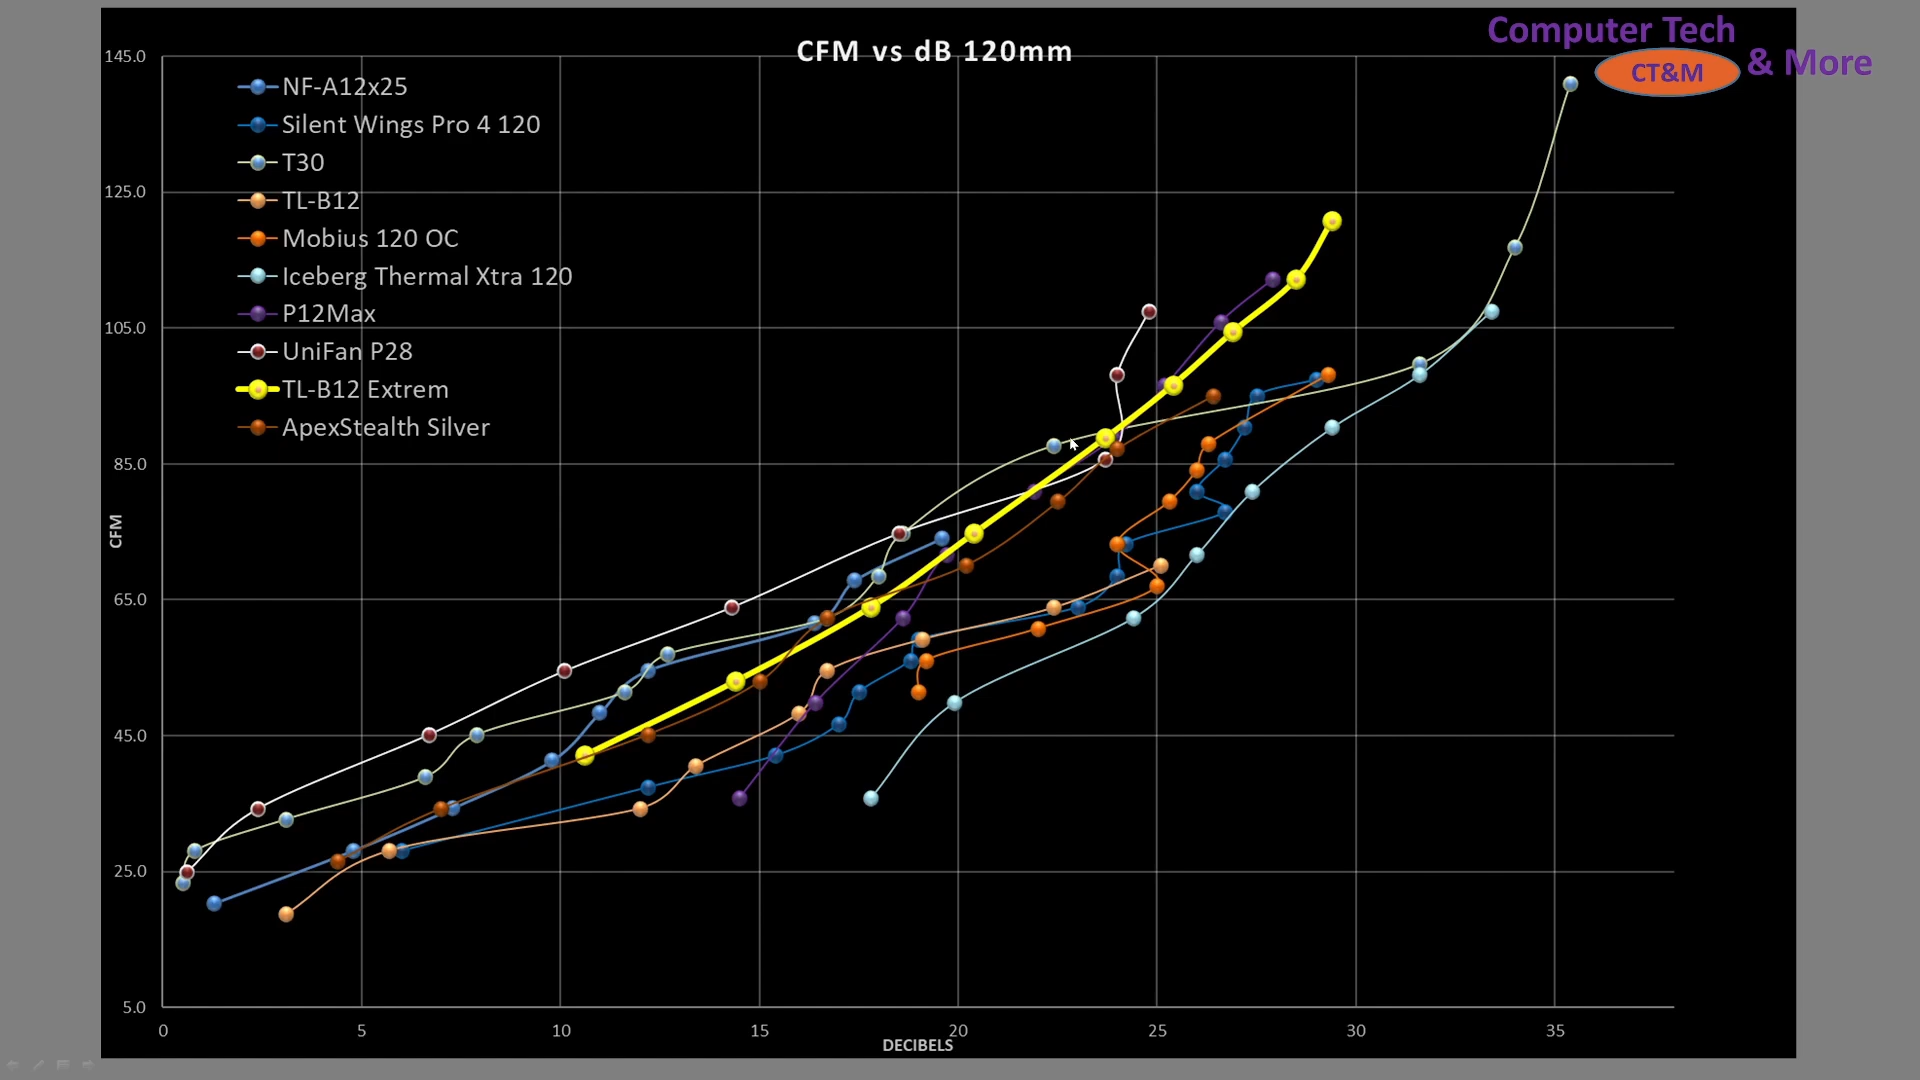 Computer Tech
CT&M
& More
CFM vs dB 120mm
NF-A12x25
Silent Wings Pro 4 120
T30
TL-B12
Mobius 120 OC
Iceberg Thermal Xtra 120
P12Max
UniFan P28
TL-B12 Extrem
ApexStealth Silver
145.0
125.0
105.0
85.0
65.0
45.0
25.0
5.0
CFM
0 5 10 15 20 25 30 35
DECIBELS